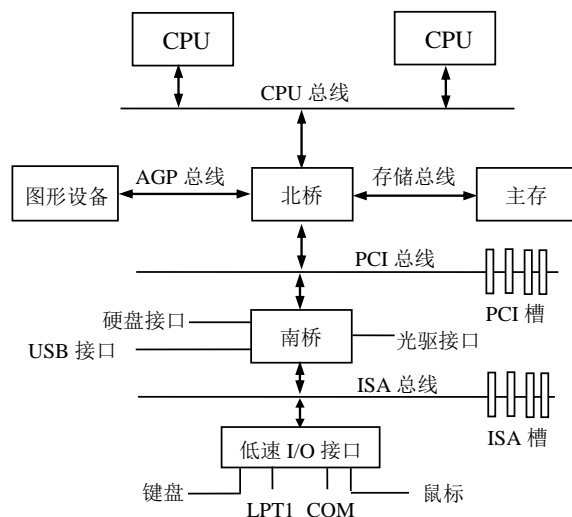 CPU
CPU
CPU 总线
图形设备
AGP 总线
北桥
存储总线
主存
PCI 总线
PCI 槽
硬盘接口
USB 接口
南桥
光驱接口
ISA 总线
ISA 槽
低速 I/O 接口
键盘
LPT1
COM
鼠标